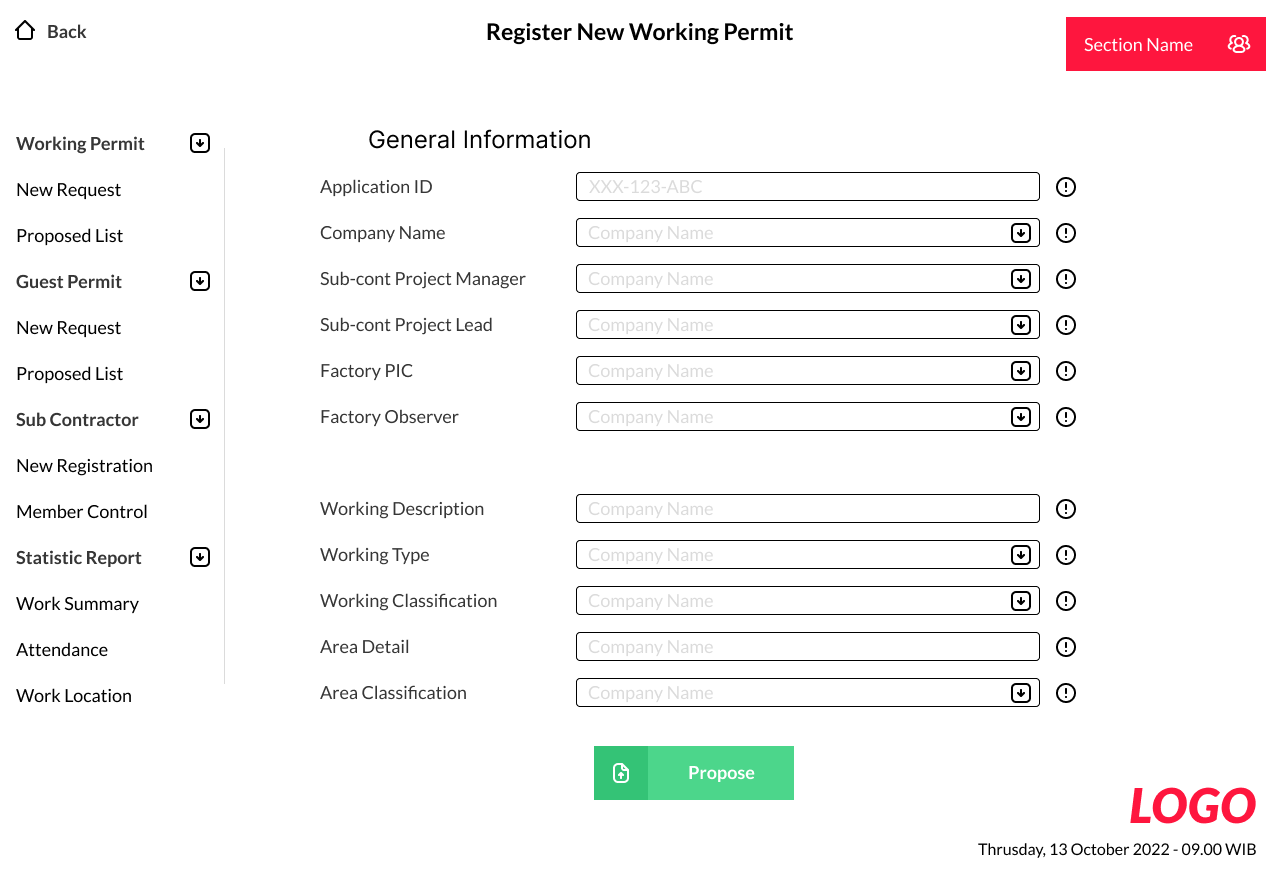 Back
Register New Working Permit
Section Name
Working Permit
New Request
Proposed List
Guest Permit
New Request
Proposed List
Sub Contractor
New Registration
Member Control
Statistic Report
Work Summary
Attendance
Work Location
General Information
Application ID XXX-123-ABC
Company Name Company Name
Sub-cont Project Manager Company Name
Sub-cont Project Lead Company Name
Factory PIC Company Name
Factory Observer Company Name
Working Description Company Name
Working Type Company Name
Working Classification Company Name
Area Detail Company Name
Area Classification Company Name
Propose
LOGO
Thrusday, 13 October 2022 - 09.00 WIB